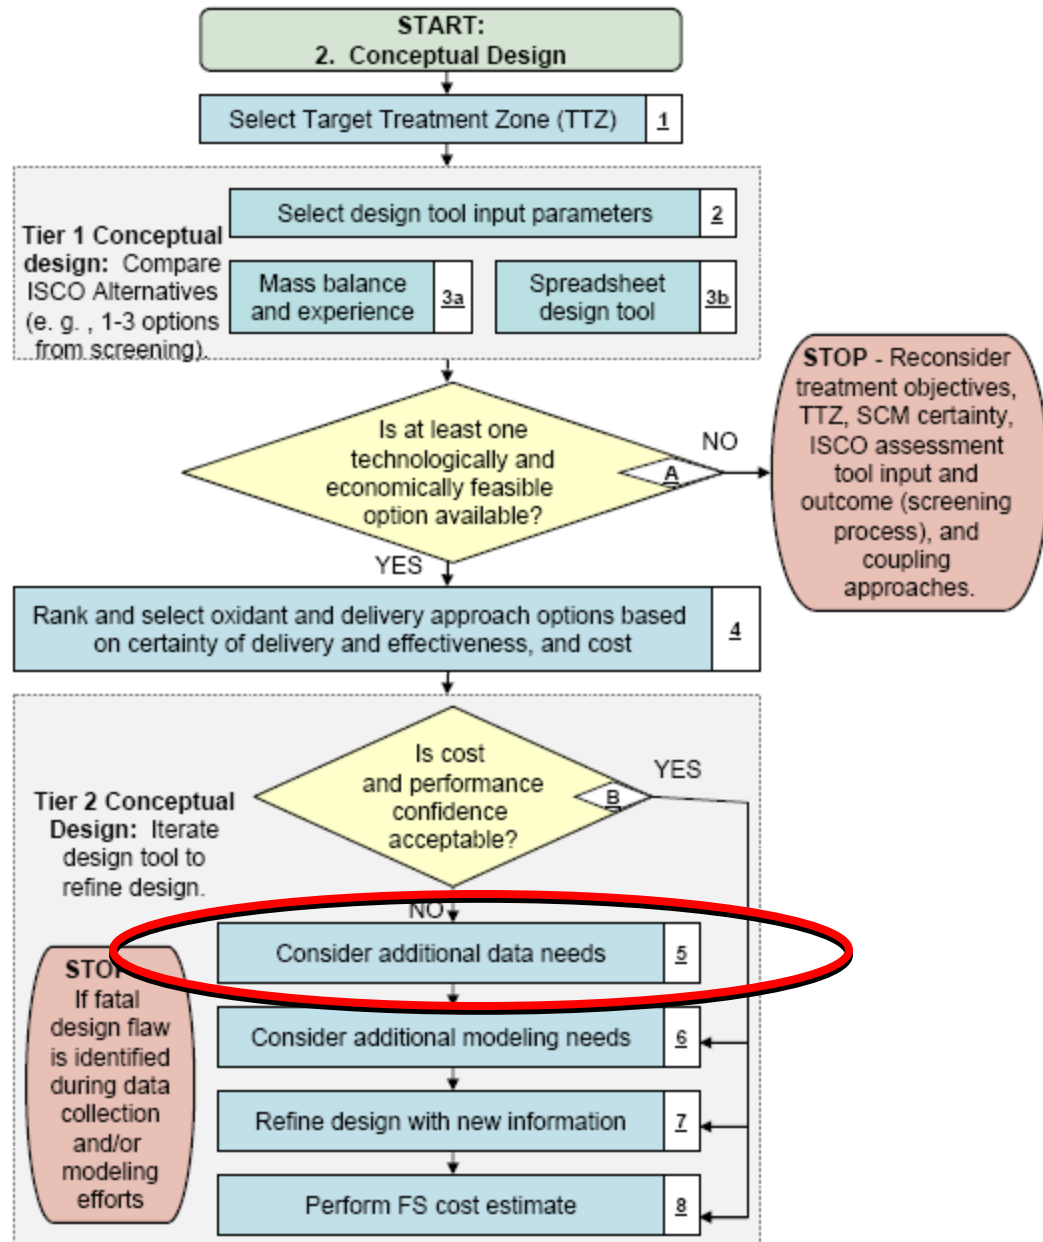 START:
2. Conceptual Design
Select Target Treatment Zone (TTZ)
1
Select design tool input parameters
2
Tier 1 Conceptual
design: Compare
ISCO Alternatives
(e. g. , 1-3 options
from screening).
Mass balance
and experience
3a
Spreadsheet
design tool
3b
Is at least one
technologically and
economically feasible
option available?
A
NO
STOP - Reconsider
treatment objectives,
TTZ, SCM certainty,
ISCO assessment
tool input and
outcome (screening
process), and
coupling
approaches.
YES
Rank and select oxidant and delivery approach options based
on certainty of delivery and effectiveness, and cost
4
Is cost
and performance
confidence
acceptable?
B
YES
Tier 2 Conceptual
Design: Iterate
design tool to
refine design.
NO
Consider additional data needs
5
STOP
If fatal
design flaw
is identified
during data
collection
and/or
modeling
efforts
Consider additional modeling needs
6
Refine design with new information
7
Perform FS cost estimate
8